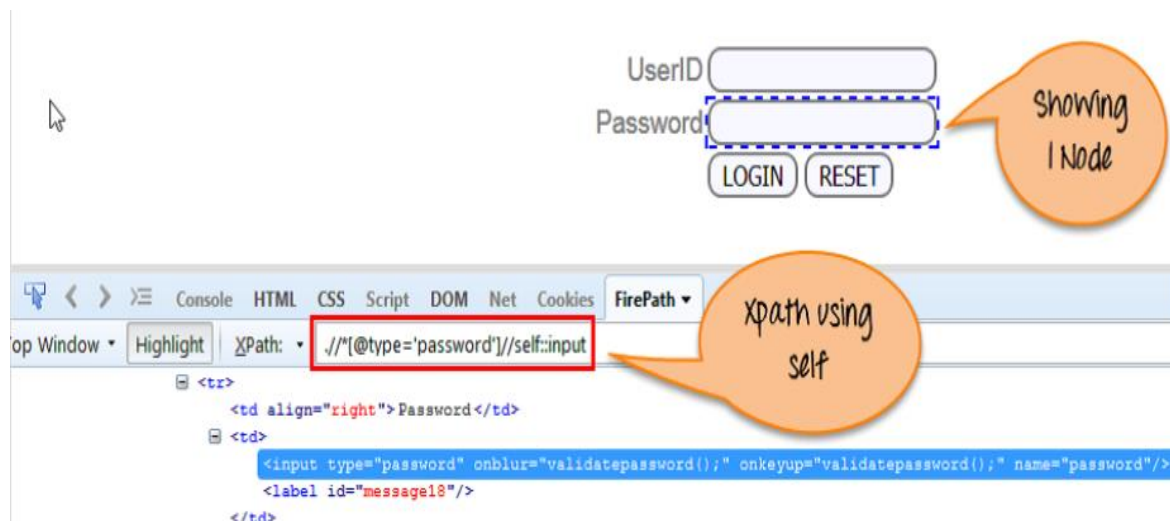 UserID
Password
LOGIN RESET
Showing
1 Node
Console HTML CSS Script DOM Net Cookies FirePath
Xpath using
self
op Window Highlight XPath: .//*[@type='password']//self::input
<tr>
<td align="right">Password</td>
<td>
<input type="password" onblur="validatepassword();" onkeyup="validatepassword();" name="password"/>
<label id="message18"/>
</td>